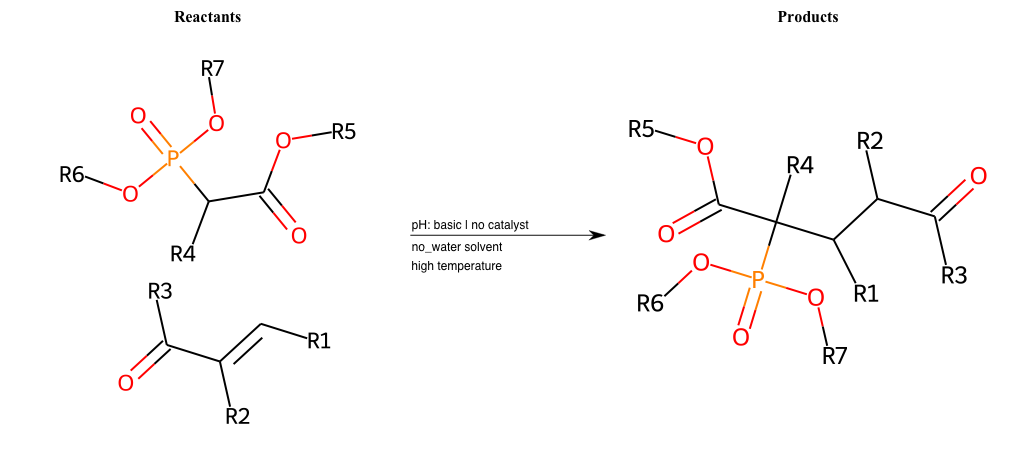 Reactants
Products
R7
O
O
O
R5
P
R6
O
O
R4
R3
R1
O
R2
pH: basic I no catalyst
no_water solvent
high temperature
R5
O
R2
R4
O
O
O
P
O
R3
R6
R1
O
R7